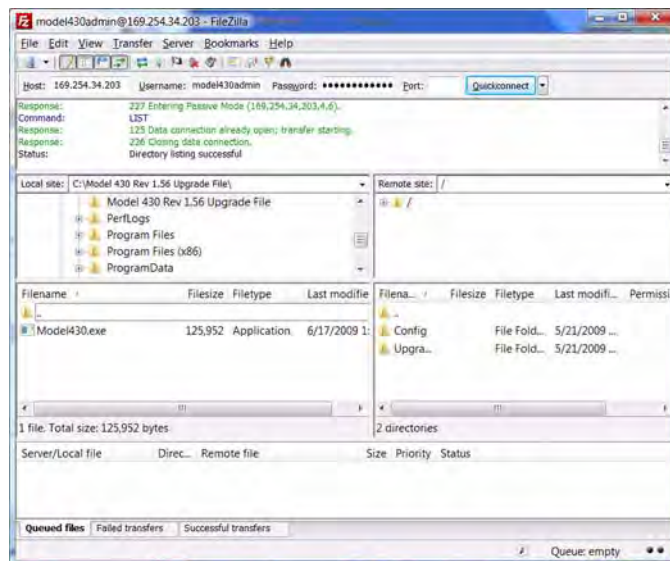 model430admin@169.254.34.203 - FileZilla
File Edit View Transfer Server Bookmarks Help
Host: 169.254.34.203 Username: model430admin Password: •••••••••••• Port: Quickconnect
Response: 227 Entering Passive Mode (169,254,34,203,4,6).
Command: LIST
Response: 125 Data connection already open; transfer starting.
Response: 226 Closing data connection.
Status: Directory listing successful
Local site: C:\Model 430 Rev 1.56 Upgrade File\ Remote site: /
Model 430 Rev 1.56 Upgrade File /
PerfLogs
Program Files
Program Files (x86)
ProgramData
Filename Filesize Filetype Last modifie Filena... Filesize Filetype Last modifi... Permissi
.. ..
Model430.exe 125,952 Application 6/17/2009 1: Config File Fold... 5/21/2009 ...
Upgra... File Fold... 5/21/2009 ...
1 file. Total size: 125,952 bytes 2 directories
Server/Local file Direc... Remote file Size Priority Status
Queued files Failed transfers Successful transfers
Queue: empty